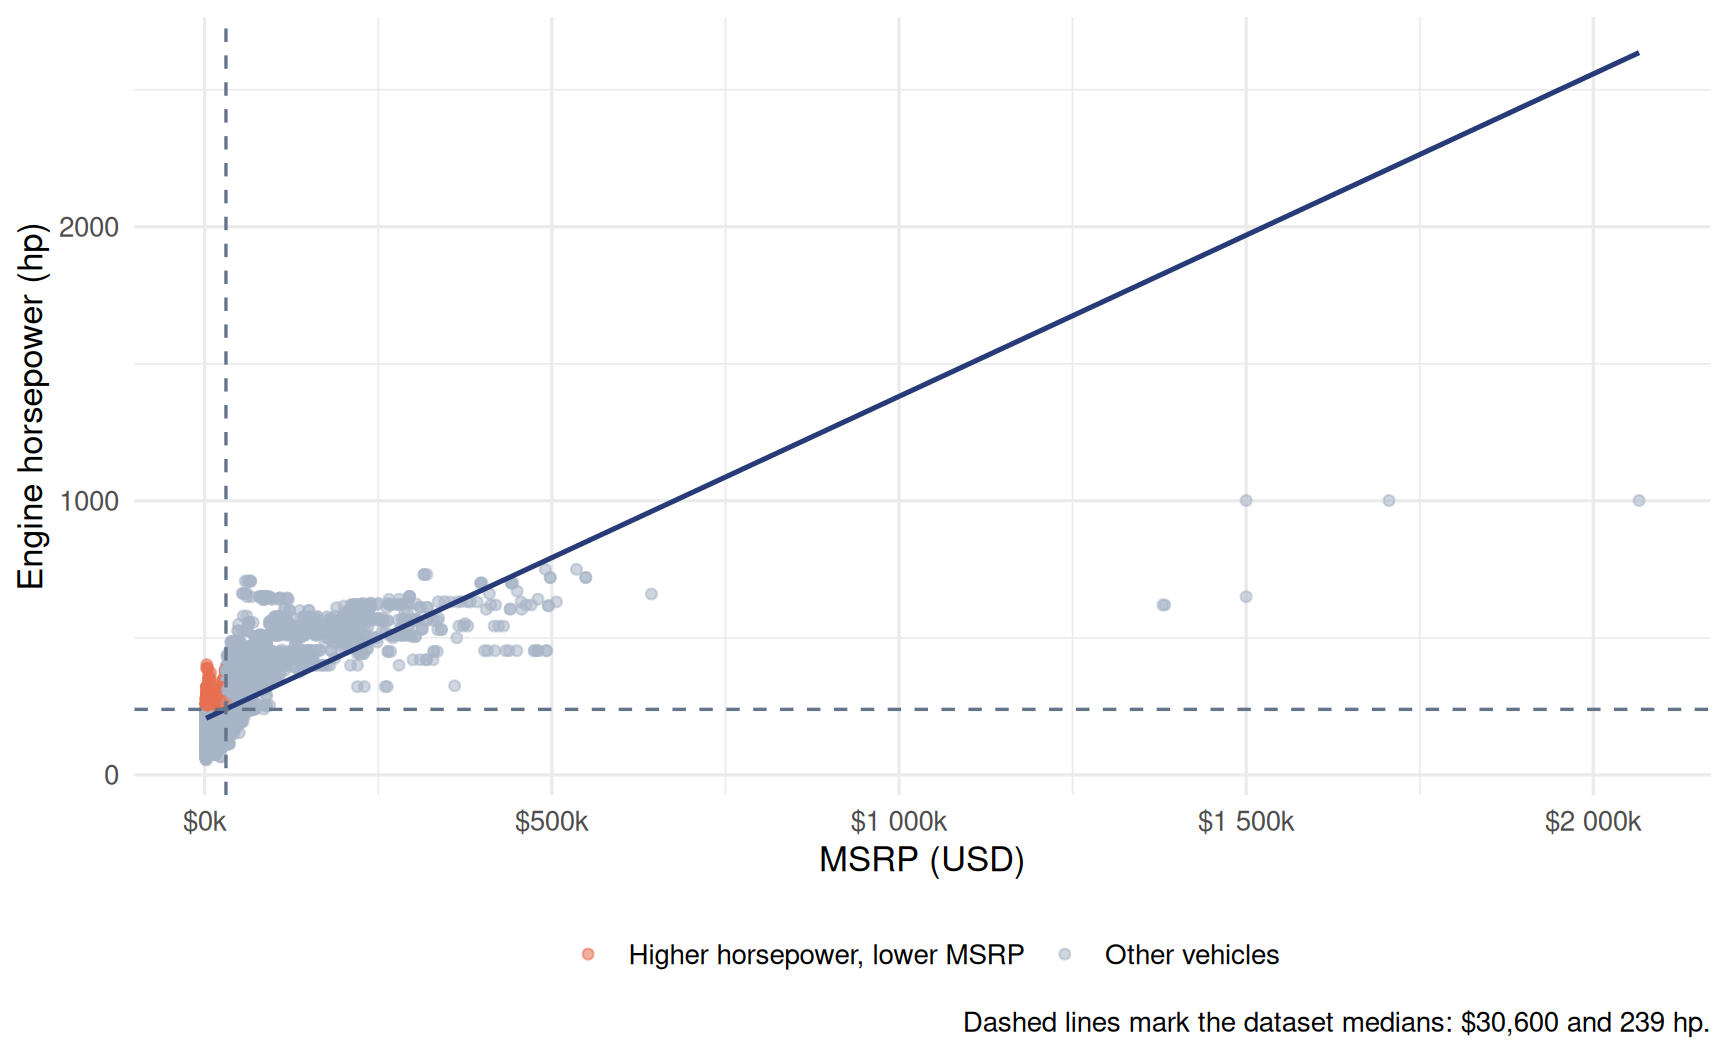 Engine horsepower (hp)
2000
1000
0
$0k
$500k
$1 000k
$1 500k
$2 000k
MSRP (USD)
Higher horsepower, lower MSRP
Other vehicles
Dashed lines mark the dataset medians: $30,600 and 239 hp.